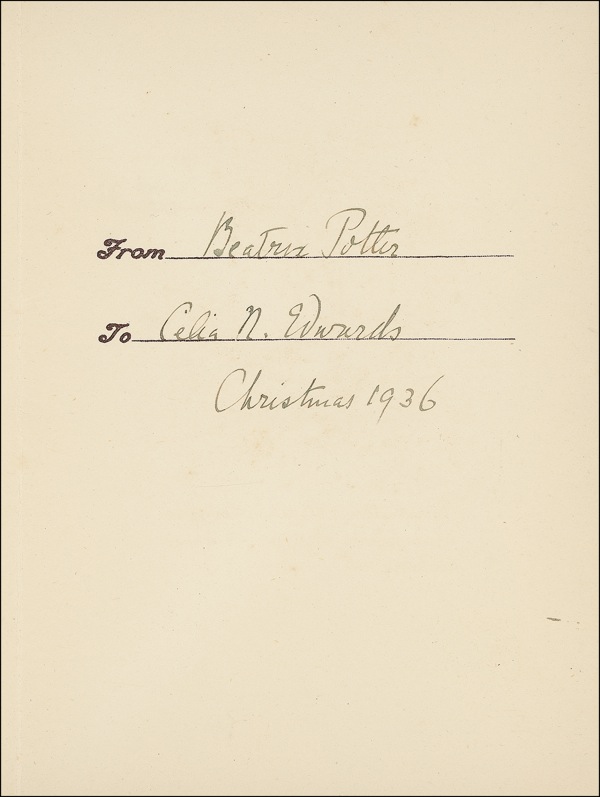 From Beatrix Potter
To Celia N. Edwards
Christmas 1936